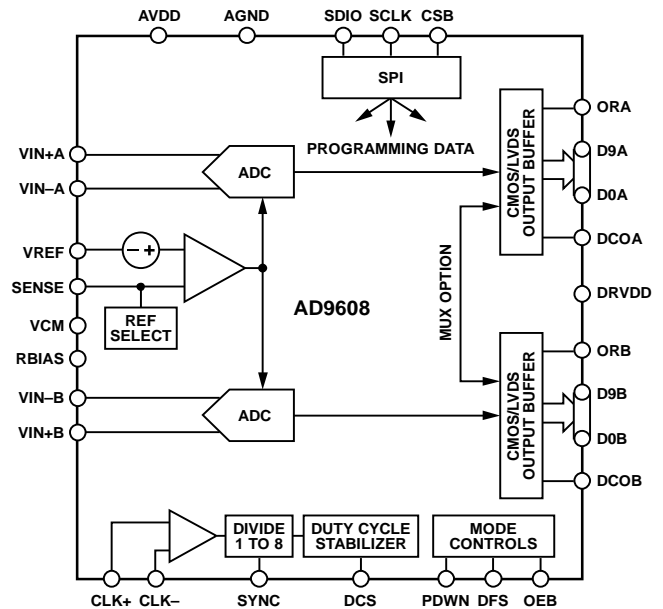 AVDD AGND SDIO SCLK CSB
SPI
PROGRAMMING DATA
VIN+A
VIN–A
ADC
CMOS/LVDS
OUTPUT BUFFER
ORA
D9A
D0A
DCOA
VREF
– +
SENSE
REF
SELECT
VCM
RBIAS
AD9608
MUX OPTION
DRVDD
VIN–B
VIN+B
ADC
CMOS/LVDS
OUTPUT BUFFER
ORB
D9B
D0B
DCOB
DIVIDE
1 TO 8
DUTY CYCLE
STABILIZER
MODE
CONTROLS
CLK+ CLK– SYNC DCS PDWN DFS OEB